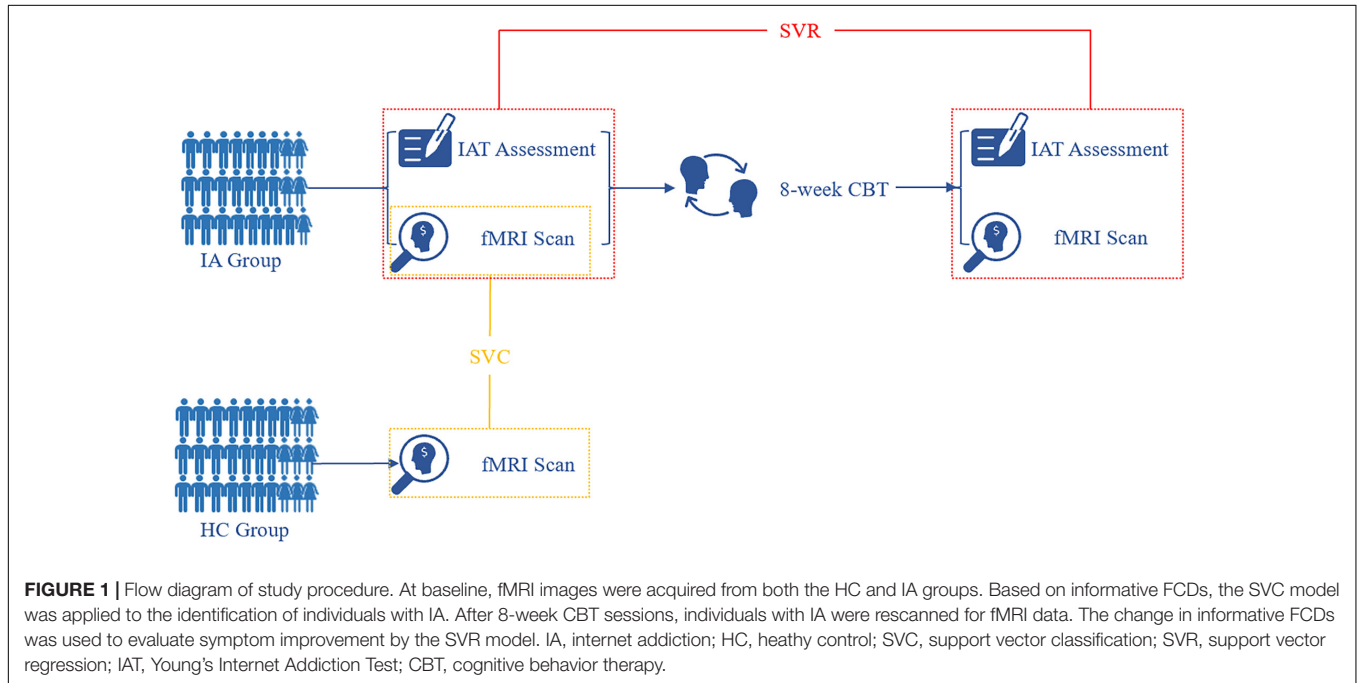 SVR
IAT Assessment
IAT Assessment
8-week CBT
fMRI Scan
fMRI Scan
IA Group
SVC
fMRI Scan
HC Group
FIGURE 1 | Flow diagram of study procedure. At baseline, fMRI images were acquired from both the HC and IA groups. Based on informative FCDs, the SVC model
was applied to the identification of individuals with IA. After 8-week CBT sessions, individuals with IA were rescanned for fMRI data. The change in informative FCDs
was used to evaluate symptom improvement by the SVR model. IA, internet addiction; HC, heathy control; SVC, support vector classification; SVR, support vector
regression; IAT, Young's Internet Addiction Test; CBT, cognitive behavior therapy.